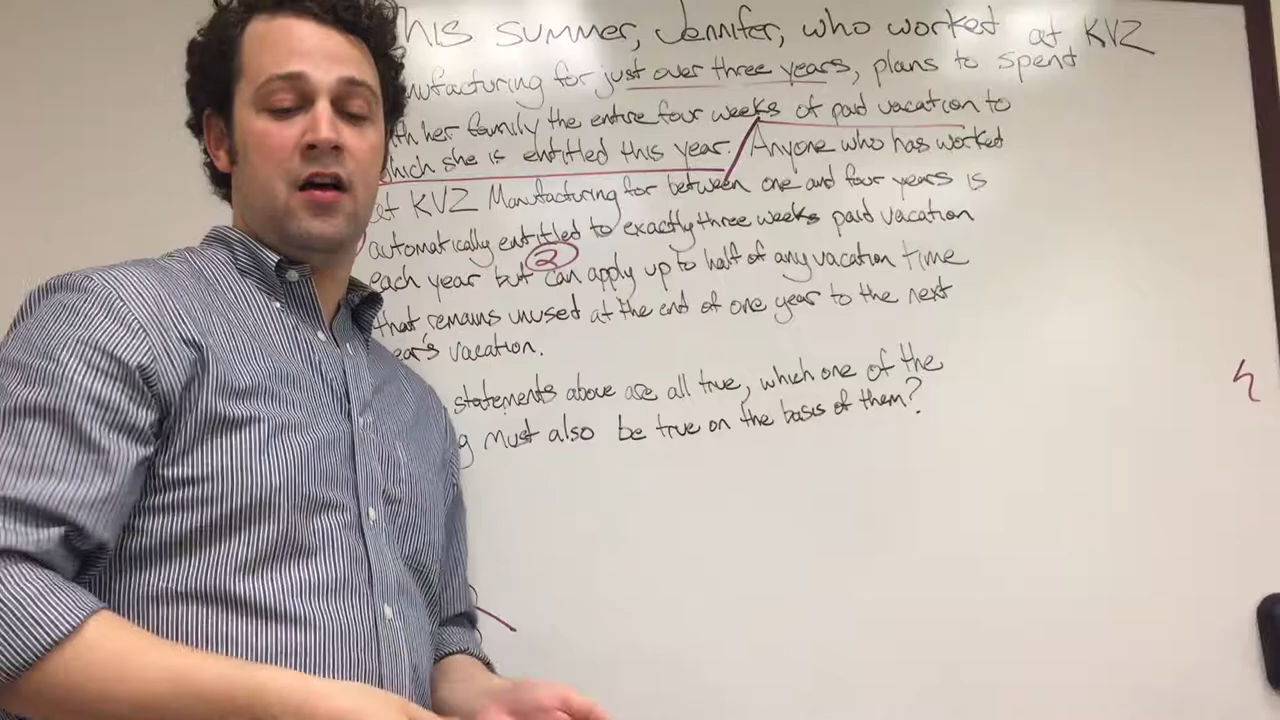 his summer, Jennifer, who worked at KVZ
nufacturing for just over three years, plans to spend
ith her family the entire four weeks of paid vacation to
which she is entitled this year. Anyone who has worked
at KVZ Manufacturing for between one and four years is
automatically entitled to exactly three weeks paid vacation
each year but can apply up to half of any vacation time
2
that remains unused at the end of one year to the next
ear's vacation.
statements above are all true, which one of the
g must also be true on the basis of them?